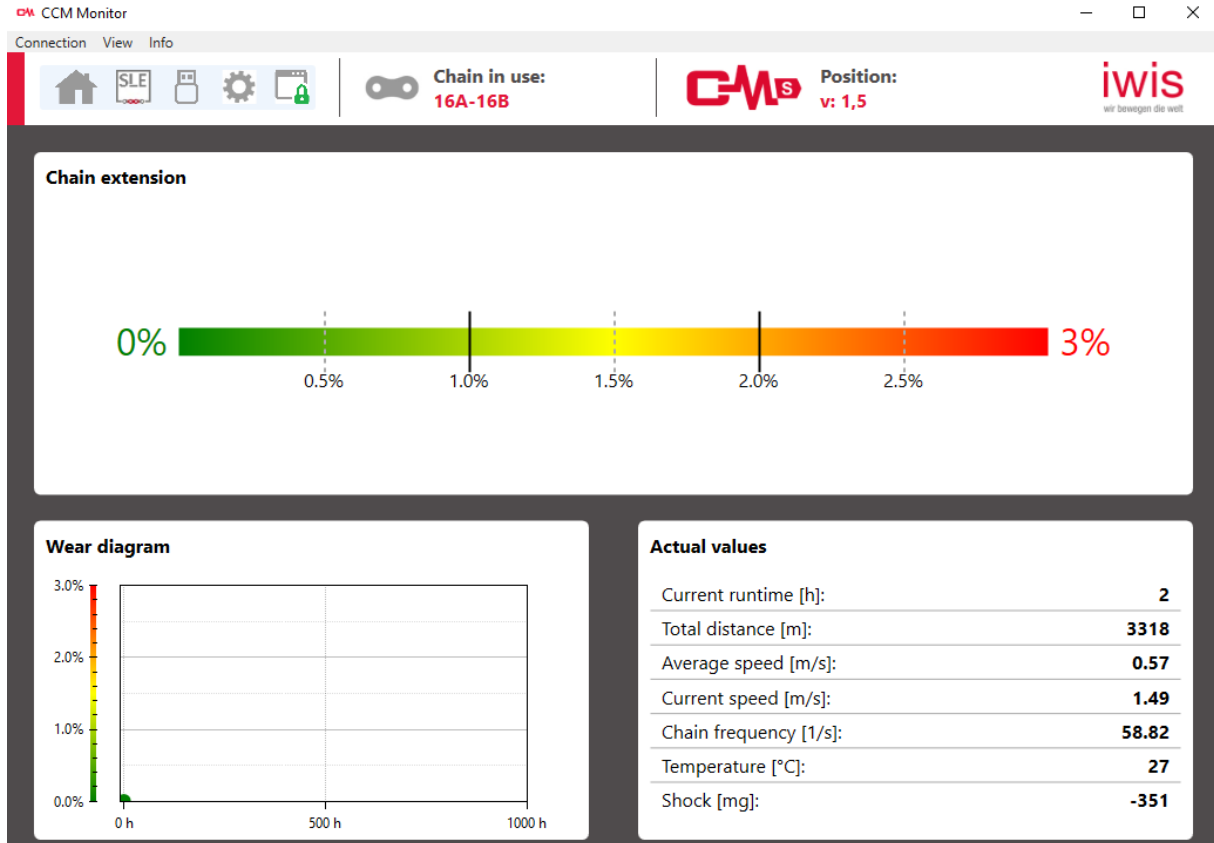 CM CCM Monitor
Connection View Info
SLE
Chain in use:
16A-16B
CCMS
Position:
v: 1,5
iwis
wir bewegen die welt
Chain extension
0%
3%
0.5% 1.0% 1.5% 2.0% 2.5%
Wear diagram
3.0%
2.0%
1.0%
0.0%
0 h 500 h 1000 h
Actual values
Current runtime [h]: 2
Total distance [m]: 3318
Average speed [m/s]: 0.57
Current speed [m/s]: 1.49
Chain frequency [1/s]: 58.82
Temperature [°C]: 27
Shock [mg]: -351